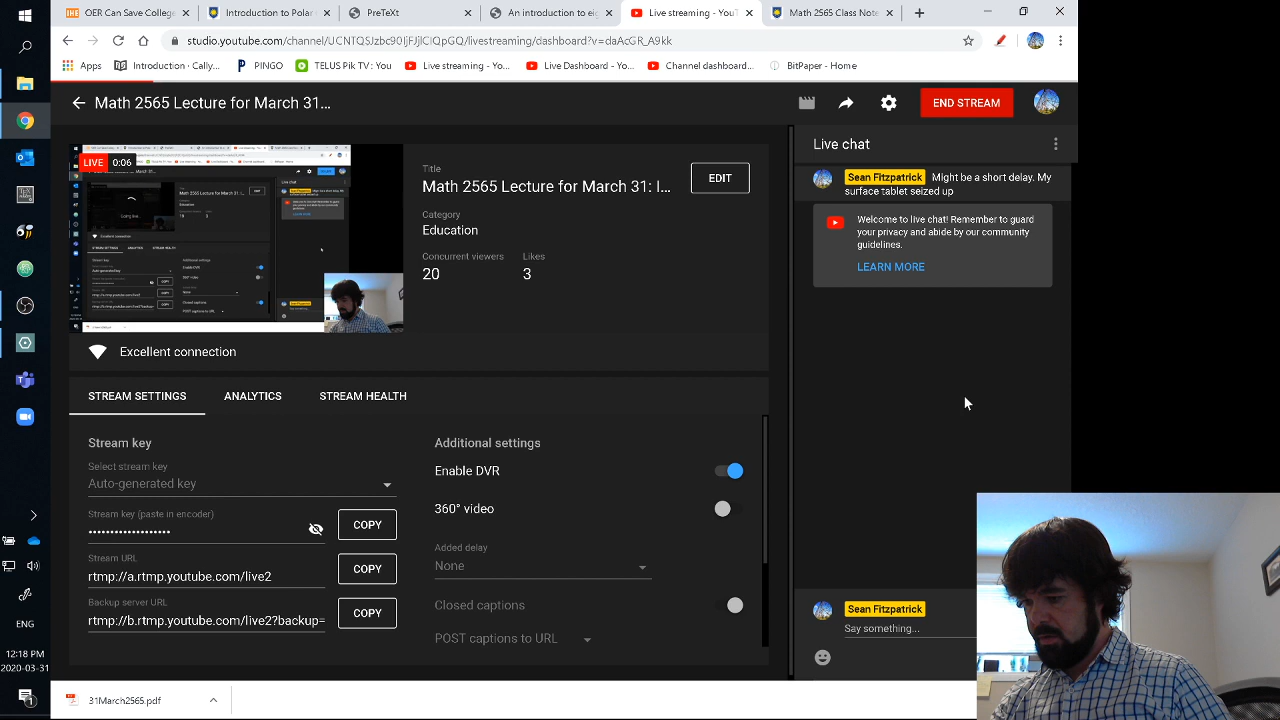 OER Can Save College
Introduction to Polar
PreTeXt
An introduction to eig
Live streaming - YouT
Math 2565 Class Note
studio.youtube.com/channel/
/livestreaming/dashboard?v=daAcGR_A9kk
Apps
Introduction · Cally...
PINGO
TELUS Pik TV : You
Live streaming - Yo...
Live Dashboard - Yo...
Channel dashboard...
BitPaper - Home
Math 2565 Lecture for March 31...
END STREAM
LIVE 0:06
Title
Math 2565 Lecture for March 31: I...
EDIT
Category
Education
Concurrent viewers
20
Likes
3
Excellent connection
STREAM SETTINGS
ANALYTICS
STREAM HEALTH
Stream key
Select stream key
Auto-generated key
Stream key (paste in encoder)
••••••••••••••••••
COPY
Stream URL
rtmp://a.rtmp.youtube.com/live2
COPY
Backup server URL
rtmp://b.rtmp.youtube.com/live2?backup=
COPY
Additional settings
Enable DVR
360° video
Added delay
None
Closed captions
POST captions to URL
Live chat
Sean Fitzpatrick Might be a short delay. My
surface tablet seized up
Welcome to live chat! Remember to guard
your privacy and abide by our community
guidelines.
LEARN MORE
Sean Fitzpatrick
Say something...
ENG
12:18 PM
2020-03-31
31March2565.pdf